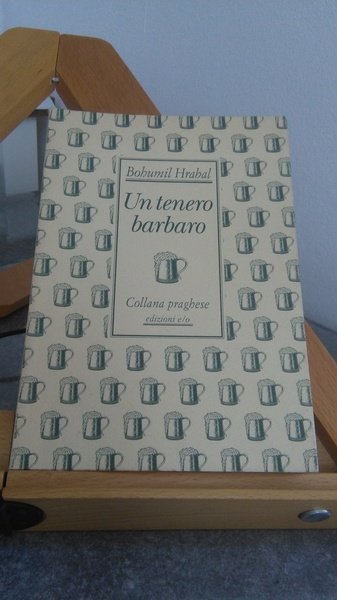 Bohumil Hrabal
Un tenero
barbaro
Collana praghese
edizioni e/o